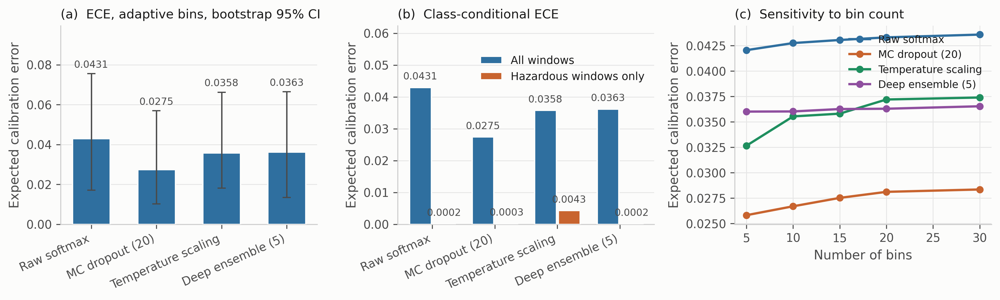 (a)  ECE, adaptive bins, bootstrap 95% CI
Expected calibration error
0.08
0.06
0.04
0.02
0.00
0.0431
0.0275
0.0358
0.0363
Raw softmax
MC dropout (20)
Temperature scaling
Deep ensemble (5)
(b)  Class-conditional ECE
Expected calibration error
0.06
0.05
0.04
0.03
0.02
0.01
0.00
All windows
Hazardous windows only
0.0431
0.0002
0.0275
0.0003
0.0358
0.0043
0.0363
0.0002
Raw softmax
MC dropout (20)
Temperature scaling
Deep ensemble (5)
(c)  Sensitivity to bin count
Expected calibration error
0.0425
0.0400
0.0375
0.0350
0.0325
0.0300
0.0275
0.0250
Raw softmax
MC dropout (20)
Temperature scaling
Deep ensemble (5)
5
10
15
20
25
30
Number of bins